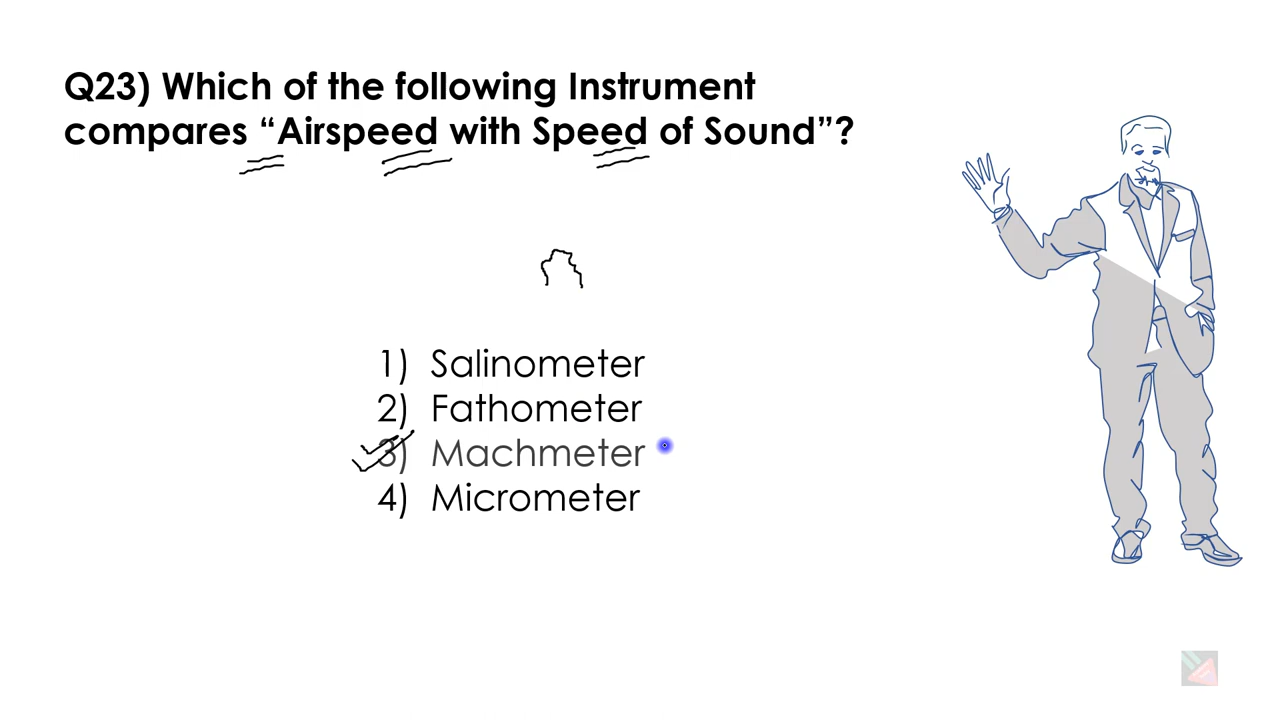 Q23) Which of the following Instrument
compares “Airspeed with Speed of Sound”?
1) Salinometer
2) Fathometer
3) Machmeter
4) Micrometer